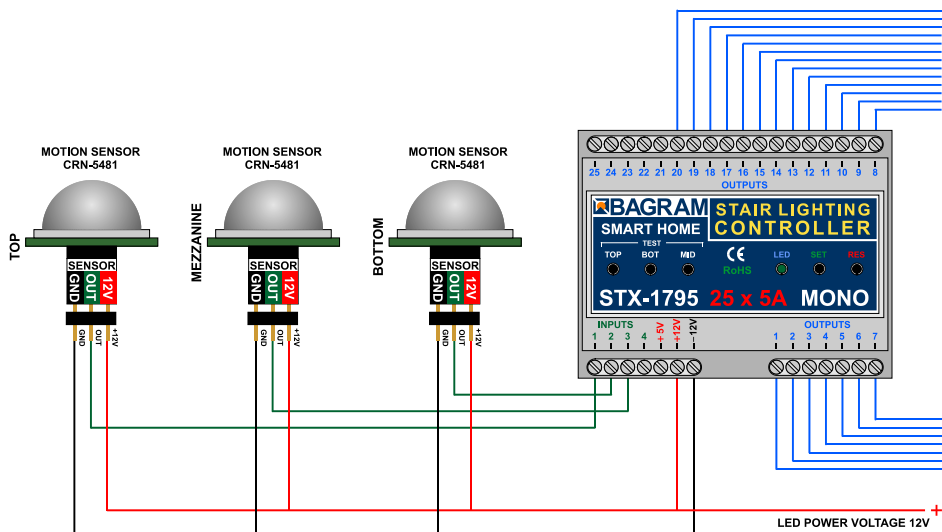 MOTION SENSOR
CRN-5481
MOTION SENSOR
CRN-5481
MOTION SENSOR
CRN-5481
TOP
MEZZANINE
BOTTOM
SENSOR
GND OUT 12V
GND OUT +12V
SENSOR
GND OUT 12V
GND OUT +12V
SENSOR
GND OUT 12V
GND OUT +12V
25 24 23 22 21 20 19 18 17 16 15 14 13 12 11 10 9 8
OUTPUTS
BAGRAM
SMART HOME
STAIR LIGHTING
CONTROLLER
TEST
TOP BOT MID
CE
RoHS
LED SET RES
STX-1795 25 x 5A MONO
INPUTS
1 2 3 4 +5V +12V –12V
OUTPUTS
1 2 3 4 5 6 7
+
LED POWER VOLTAGE 12V